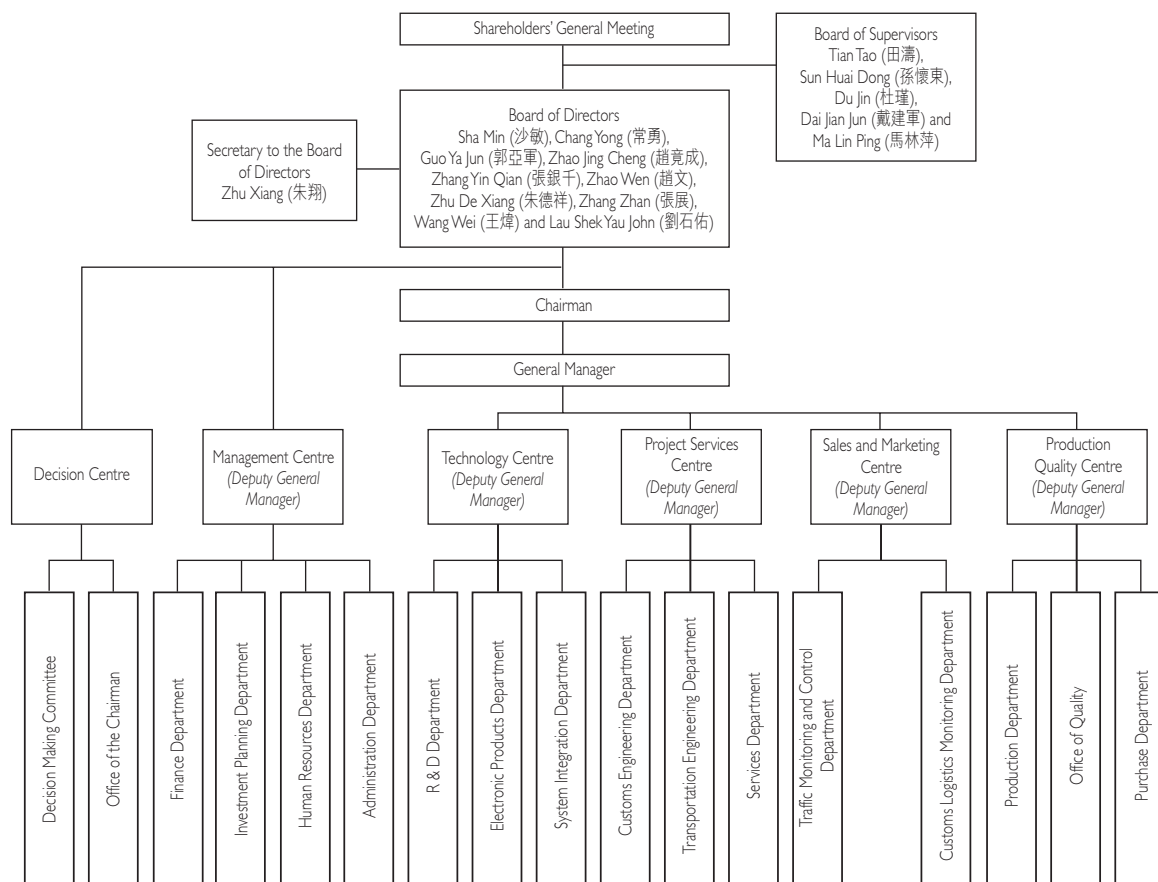 Shareholders' General Meeting
Board of Supervisors
Tian Tao (田濤),
Sun Huai Dong (孫懷東),
Du Jin (杜瑾),
Dai Jian Jun (戴建軍) and
Ma Lin Ping (馬林萍)
Board of Directors
Sha Min (沙敏), Chang Yong (常勇),
Guo Ya Jun (郭亞軍), Zhao Jing Cheng (趙竟成),
Zhang Yin Qian (張銀千), Zhao Wen (趙文),
Zhu De Xiang (朱德祥), Zhang Zhan (張展),
Wang Wei (王煒) and Lau Shek Yau John (劉石佑)
Secretary to the Board
of Directors
Zhu Xiang (朱翔)
Chairman
General Manager
Decision Centre
Management Centre
(Deputy General
Manager)
Technology Centre
(Deputy General
Manager)
Project Services
Centre
(Deputy General
Manager)
Sales and Marketing
Centre
(Deputy General
Manager)
Production
Quality Centre
(Deputy General
Manager)
Decision Making Committee
Office of the Chairman
Finance Department
Investment Planning Department
Human Resources Department
Administration Department
R & D Department
Electronic Products Department
System Integration Department
Customs Engineering Department
Transportation Engineering Department
Services Department
Traffic Monitoring and Control
Department
Customs Logistics Monitoring Department
Production Department
Office of Quality
Purchase Department